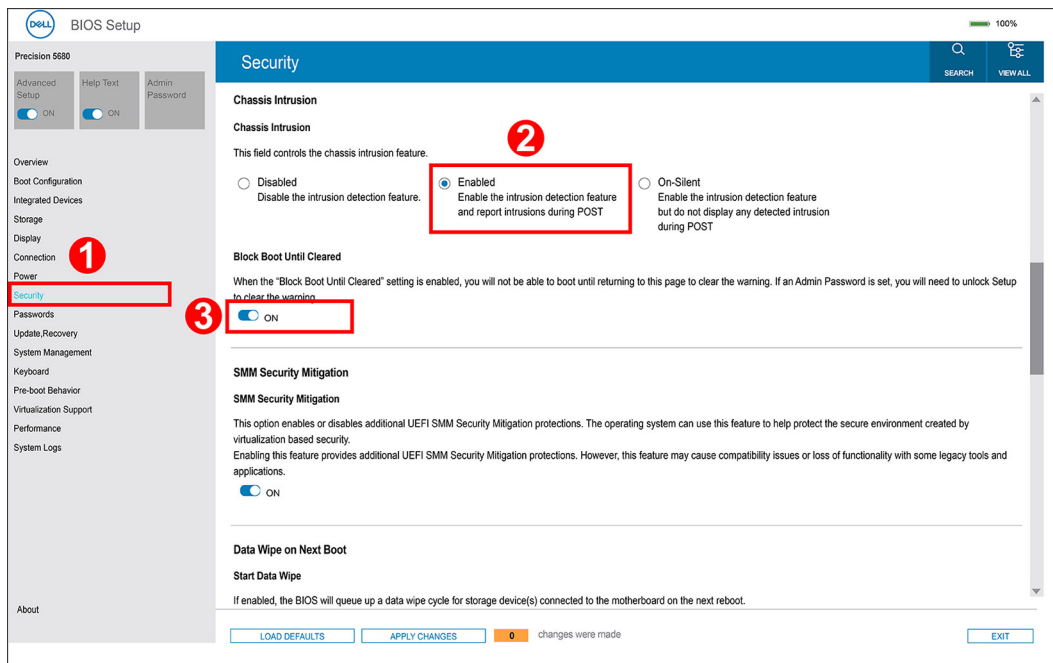 DELL
BIOS Setup
100%
Precision 5680
Advanced
Setup
ON
Help Text
ON
Admin
Password
Security
SEARCH
VIEW ALL
Overview
Boot Configuration
Integrated Devices
Storage
Display
Connection
Power
Security
Passwords
Update,Recovery
System Management
Keyboard
Pre-boot Behavior
Virtualization Support
Performance
System Logs
About
1
Chassis Intrusion
Chassis Intrusion
This field controls the chassis intrusion feature.
2
Disabled
Disable the intrusion detection feature.
Enabled
Enable the intrusion detection feature
and report intrusions during POST
On-Silent
Enable the intrusion detection feature
but do not display any detected intrusion
during POST
Block Boot Until Cleared
When the “Block Boot Until Cleared” setting is enabled, you will not be able to boot until returning to this page to clear the warning. If an Admin Password is set, you will need to unlock Setup
to clear the warning.
3
ON
SMM Security Mitigation
SMM Security Mitigation
This option enables or disables additional UEFI SMM Security Mitigation protections. The operating system can use this feature to help protect the secure environment created by
virtualization based security.
Enabling this feature provides additional UEFI SMM Security Mitigation protections. However, this feature may cause compatibility issues or loss of functionality with some legacy tools and
applications.
ON
Data Wipe on Next Boot
Start Data Wipe
If enabled, the BIOS will queue up a data wipe cycle for storage device(s) connected to the motherboard on the next reboot.
LOAD DEFAULTS
APPLY CHANGES
0
changes were made
EXIT